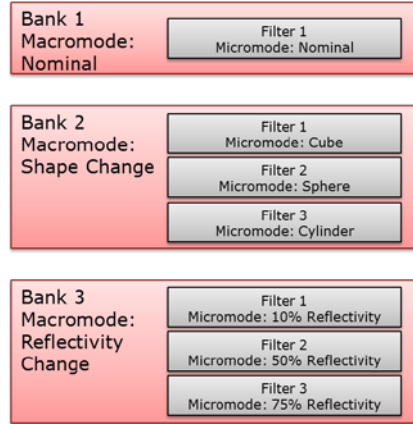 Bank 1
Macromode:
Nominal
Filter 1
Micromode: Nominal
Bank 2
Macromode:
Shape Change
Filter 1
Micromode: Cube
Filter 2
Micromode: Sphere
Filter 3
Micromode: Cylinder
Bank 3
Macromode:
Reflectivity
Change
Filter 1
Micromode: 10% Reflectivity
Filter 2
Micromode: 50% Reflectivity
Filter 3
Micromode: 75% Reflectivity